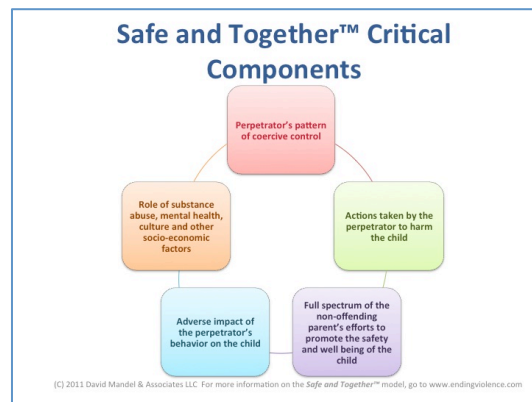 Safe and Together™ Critical
Components
Perpetrator's pattern
of coercive control
Actions taken by the
perpetrator to harm
the child
Full spectrum of the
non-offending
parent's efforts to
promote the safety
and well being of the
child
Adverse impact of
the perpetrator's
behavior on the child
Role of substance
abuse, mental health,
culture and other
socio-economic
factors
(C) 2011 David Mandel & Associates LLC For more information on the Safe and Together™ model, go to www.endingviolence.com